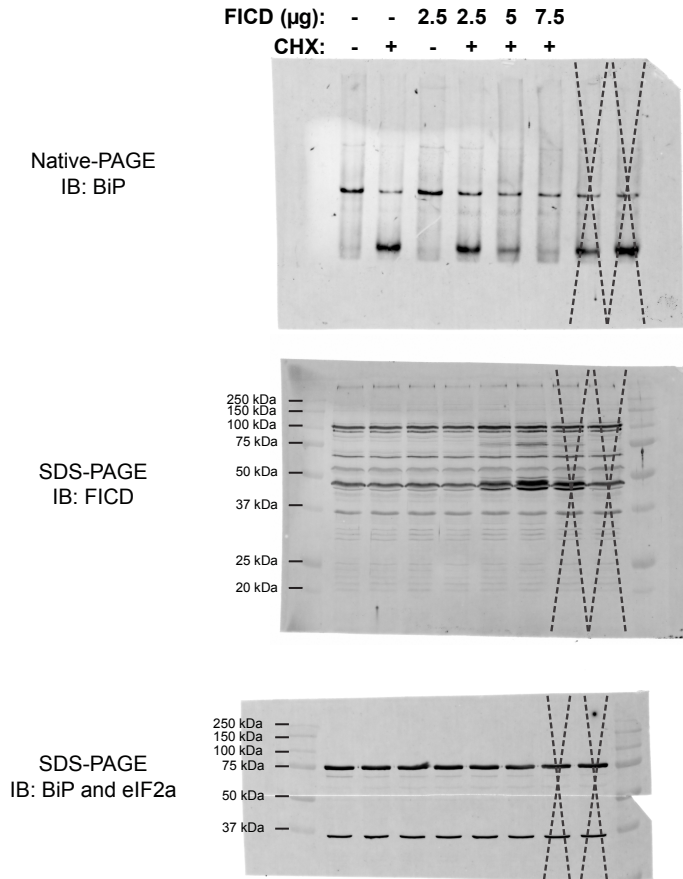 FICD (µg): - - 2.5 2.5 5 7.5
CHX: - + - + + +
Native-PAGE
IB: BiP
250 kDa
150 kDa
100 kDa
75 kDa
SDS-PAGE
IB: FICD
50 kDa
37 kDa
25 kDa
20 kDa
250 kDa
150 kDa
100 kDa
75 kDa
SDS-PAGE
IB: BiP and eIF2a
50 kDa
37 kDa